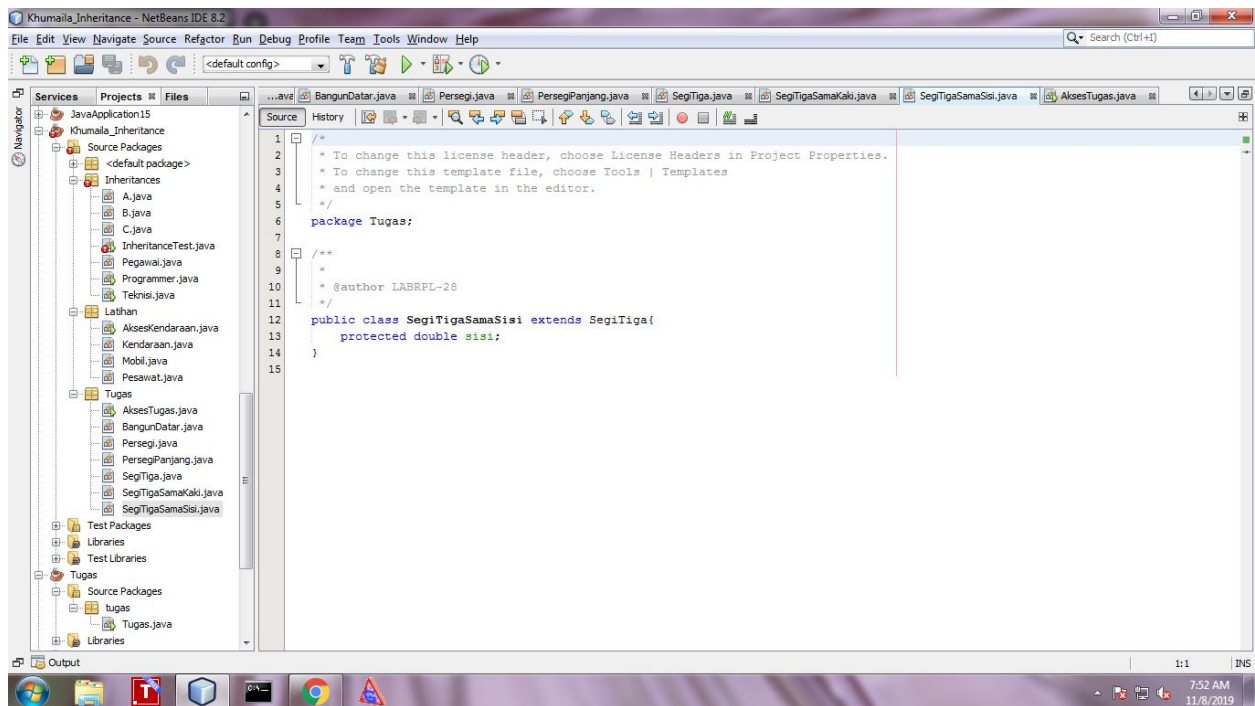 Khumaila_Inheritance - NetBeans IDE 8.2
File Edit View Navigate Source Refactor Run Debug Profile Team Tools Window Help
Search (Ctrl+I)
<default config>
Services Projects Files
...ava BangunDatar.java Persegi.java PersegiPanjang.java SegiTiga.java SegiTigaSamaKaki.java SegiTigaSamaSisi.java AksesTugas.java
Navigator
Source History
JavaApplication15
Khumaila_Inheritance
Source Packages
<default package>
Inheritances
A.java
B.java
C.java
InheritanceTest.java
Pegawai.java
Programmer.java
Teknisi.java
Latihan
AksesKendaraan.java
Kendaraan.java
Mobil.java
Pesawat.java
Tugas
AksesTugas.java
BangunDatar.java
Persegi.java
PersegiPanjang.java
SegiTiga.java
SegiTigaSamaKaki.java
SegiTigaSamaSisi.java
Test Packages
Libraries
Test Libraries
Tugas
Source Packages
tugas
Tugas.java
Libraries
1 /*
2 * To change this license header, choose License Headers in Project Properties.
3 * To change this template file, choose Tools | Templates
4 * and open the template in the editor.
5 */
6 package Tugas;
7
8 /**
9 *
10 * @author LABRPL-28
11 */
12 public class SegiTigaSamaSisi extends SegiTiga{
13 protected double sisi;
14 }
15
Output
1:1 INS
7:52 AM
11/8/2019